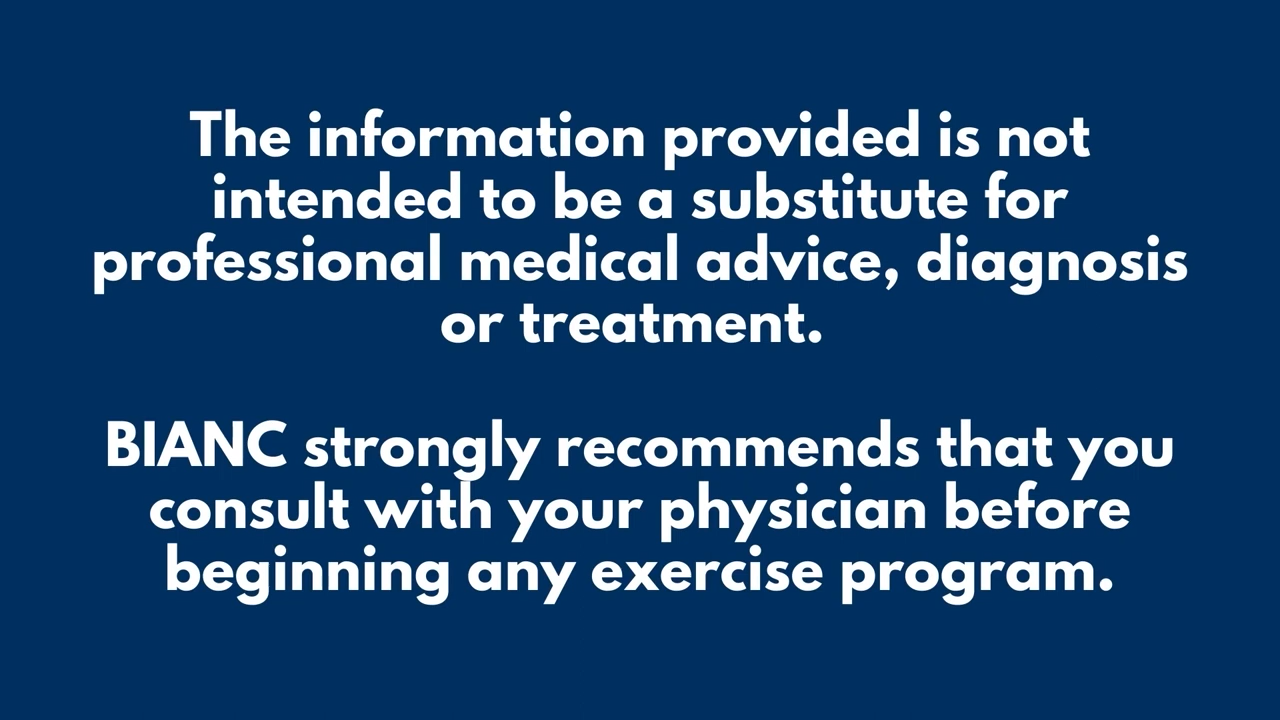 The information provided is not
intended to be a substitute for
professional medical advice, diagnosis
or treatment.
BIANC strongly recommends that you
consult with your physician before
beginning any exercise program.